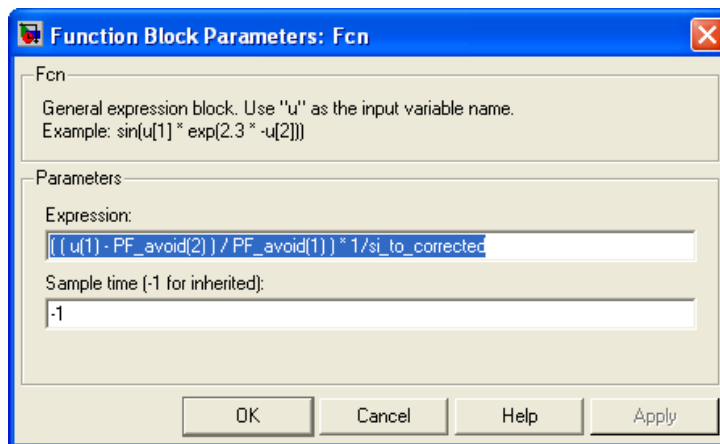 Function Block Parameters: Fcn
Fcn
General expression block. Use "u" as the input variable name.
Example: sin(u[1] * exp(2.3 * -u[2]))
Parameters
Expression:
( ( u(1) - PF_avoid(2) ) / PF_avoid(1) ) * 1/si_to_corrected
Sample time (-1 for inherited):
-1
OK Cancel Help Apply